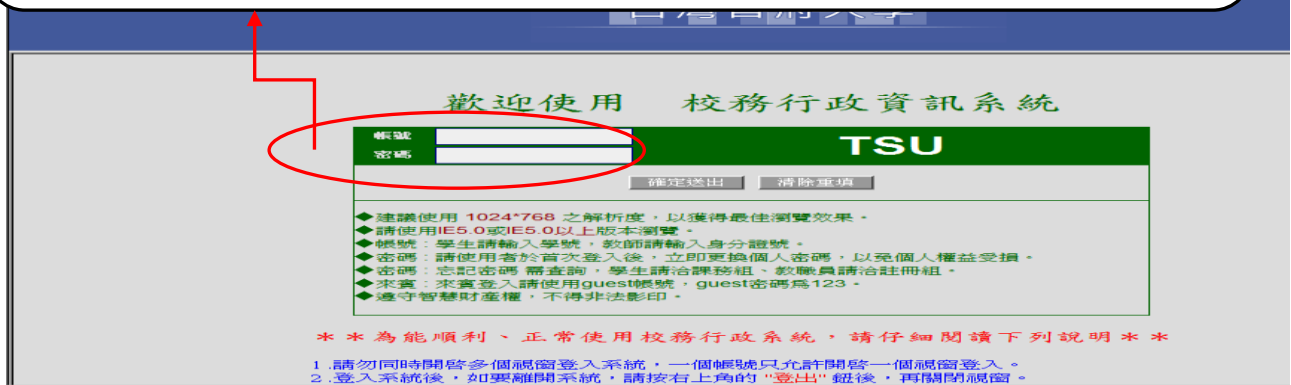 歡迎使用 校務行政資訊系統
帳號
密碼
TSU
確定送出 清除重填
◆建議使用 1024*768 之解析度,以獲得最佳瀏覽效果。
◆請使用IE5.0或IE5.0以上版本瀏覽。
◆帳號:學生請輸入學號,教師請輸入身分證號。
◆密碼:請使用者於首次登入後,立即更換個人密碼,以免個人權益受損。
◆密碼:忘記密碼 需查詢,學生請洽課務組、教職員請洽註冊組。
◆來賓:來賓登入請使用guest帳號,guest密碼為123。
◆遵守智慧財產權,不得非法影印。
**為能順利、正常使用校務行政系統,請仔細閱讀下列說明**
1.請勿同時開啓多個視窗登入系統,一個帳號只允許開啓一個視窗登入。
2.登入系統後,如要離開系統,請按右上角的 "登出" 鈕後,再關閉視窗。